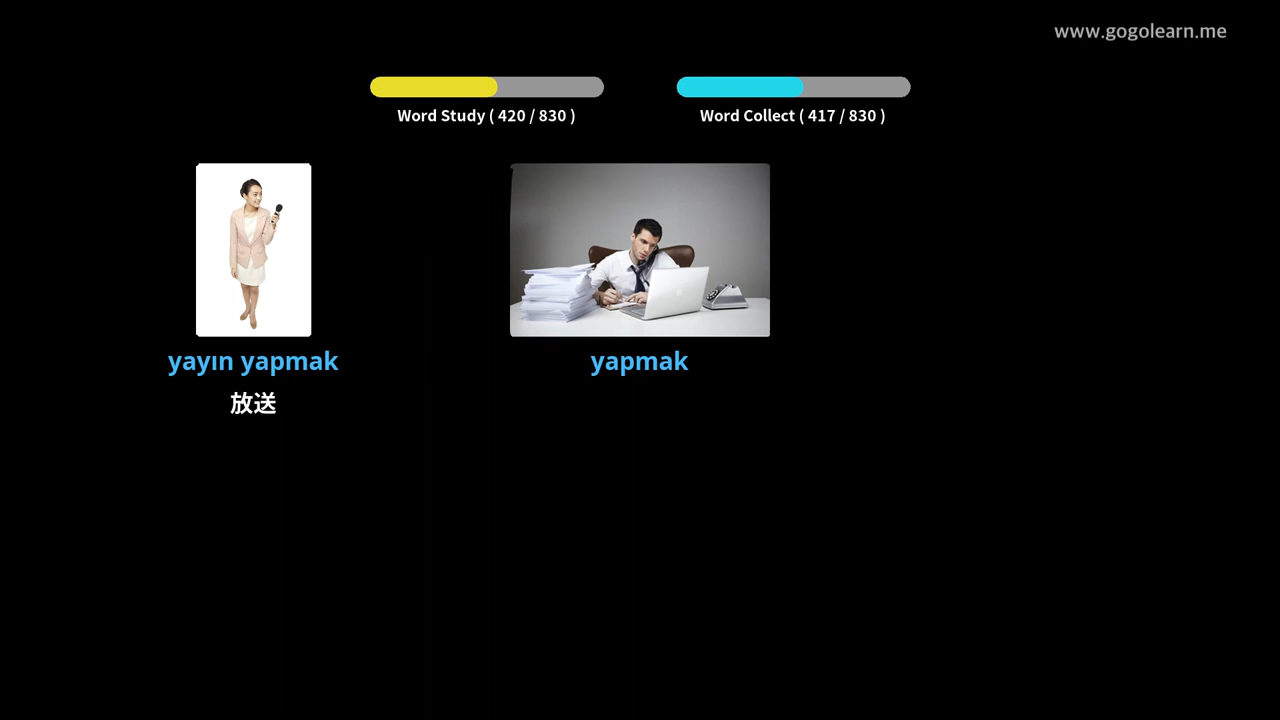 www.gogolearn.me
Word Study ( 420 / 830 )
Word Collect ( 417 / 830 )
yayın yapmak
放送
yapmak